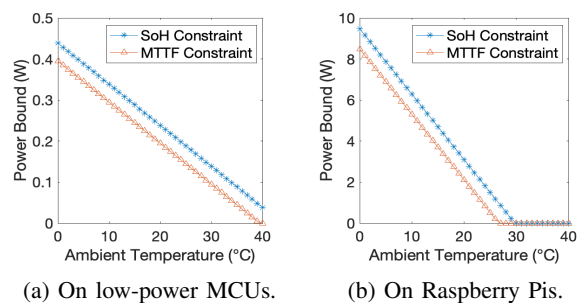 0.5
0.4
0.3
0.2
0.1
0
Power Bound (W)
SoH Constraint
MTTF Constraint
0 10 20 30 40
Ambient Temperature (°C)
(a) On low-power MCUs.
10
8
6
4
2
0
Power Bound (W)
SoH Constraint
MTTF Constraint
0 10 20 30 40
Ambient Temperature (°C)
(b) On Raspberry Pis.